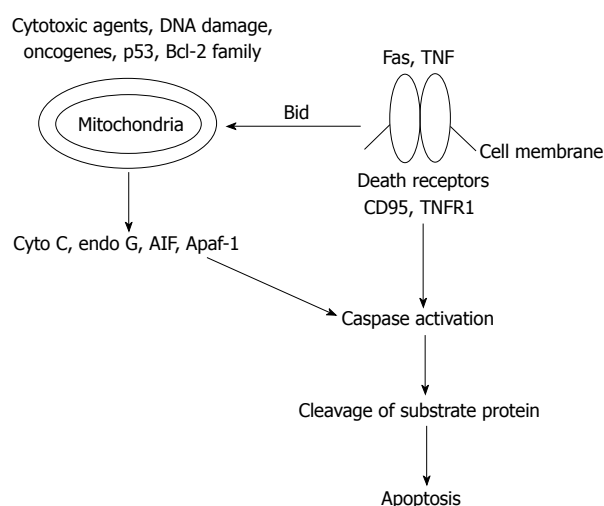 Cytotoxic agents, DNA damage,
oncogenes, p53, Bcl-2 family
Fas, TNF
Mitochondria
Bid
Cell membrane
Death receptors
CD95, TNFR1
Cyto C, endo G, AIF, Apaf-1
Caspase activation
Cleavage of substrate protein
Apoptosis